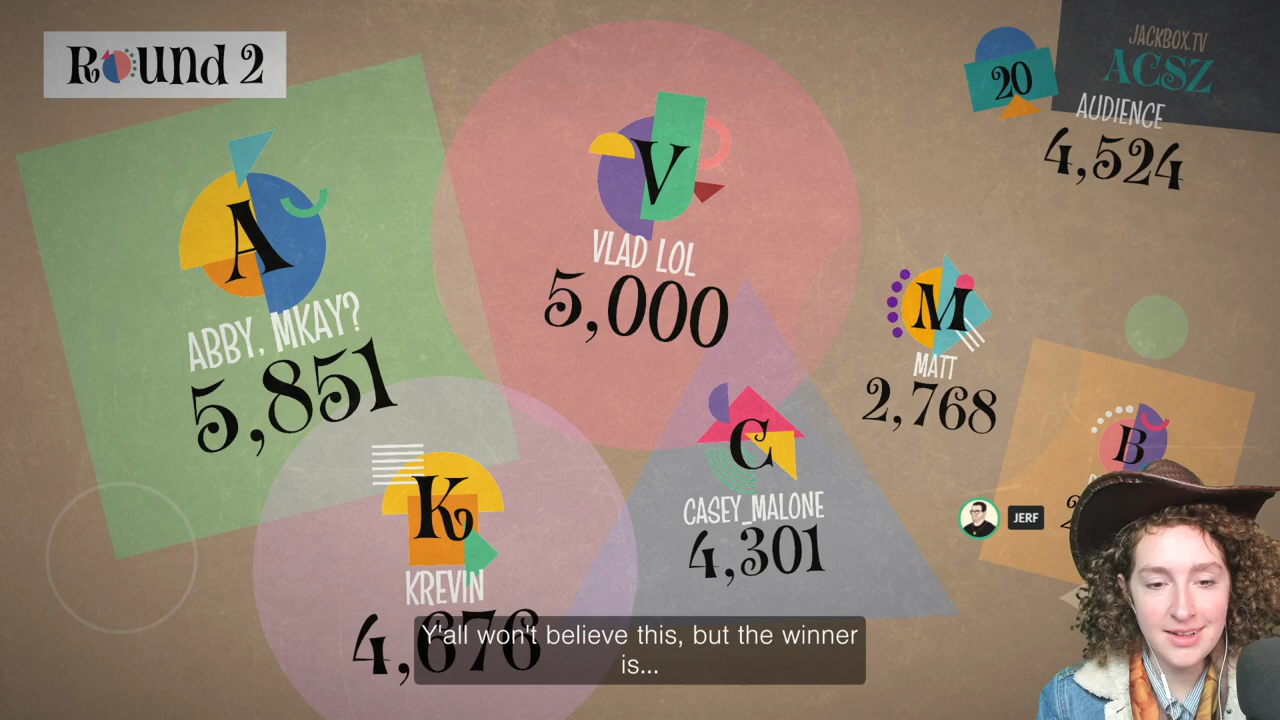 Round 2
JACKBOX.TV
ACSZ
20
AUDIENCE
4,524
A
ABBY, MKAY?
5,851
V
VLAD LOL
5,000
M
MATT
2,768
K
KREVIN
4,676
C
CASEY_MALONE
4,301
B
JERF
Y'all won't believe this, but the winner
is...